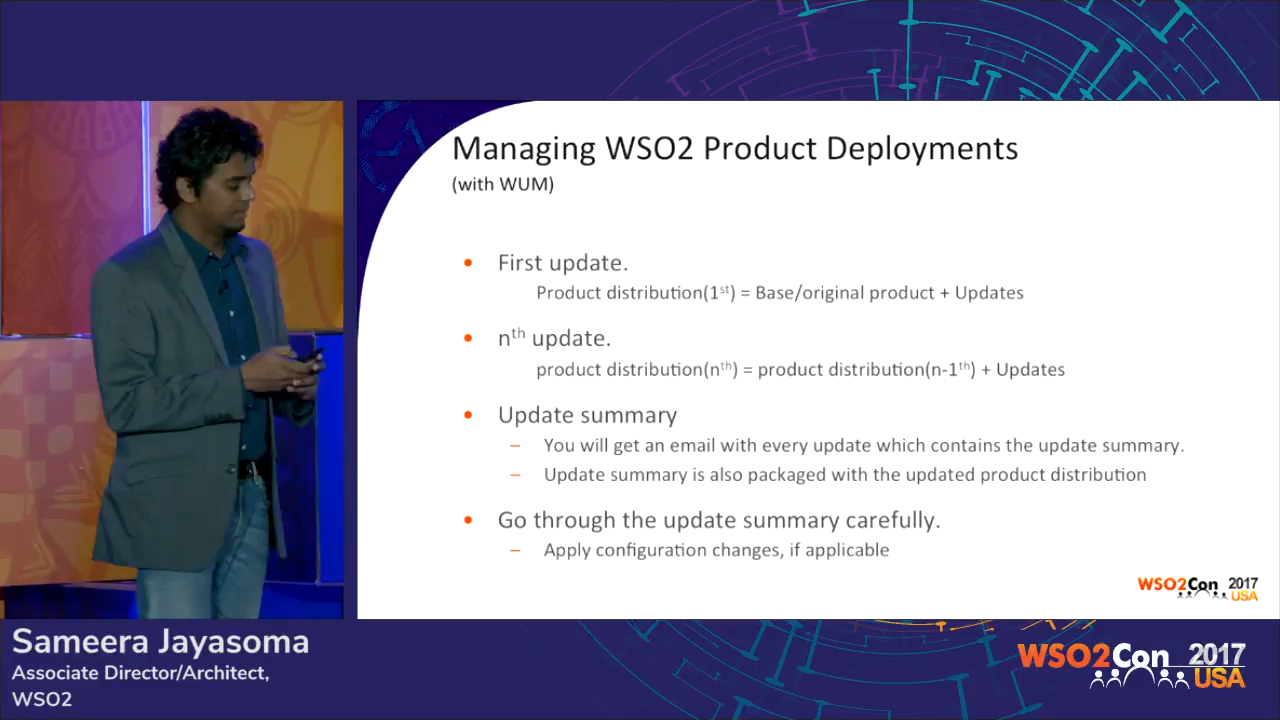 Managing WSO2 Product Deployments
(with WUM)
• First update.
Product distribution(1st) = Base/original product + Updates
• nth update.
product distribution(nth) = product distribution(n-1th) + Updates
• Update summary
– You will get an email with every update which contains the update summary.
– Update summary is also packaged with the updated product distribution
• Go through the update summary carefully.
– Apply configuration changes, if applicable
WSO2Con 2017
USA
Sameera Jayasoma
Associate Director/Architect,
WSO2
WSO2Con 2017
USA